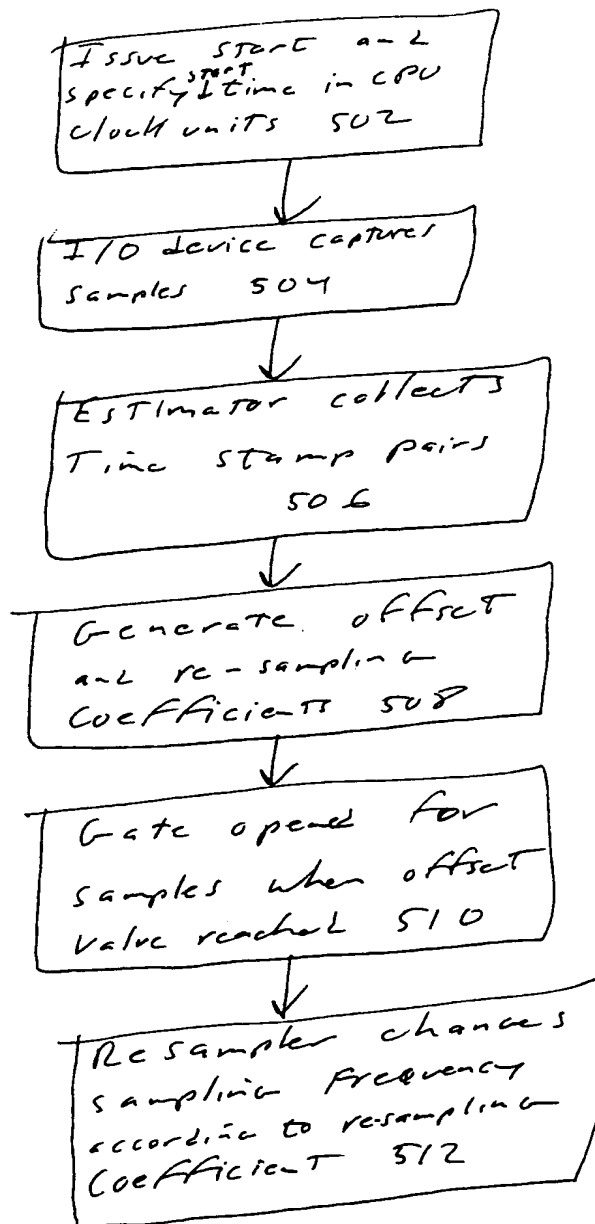 Issue start and
start
specify time in CPU
clock units 502
I/O device captures
samples 504
Estimator collects
Time stamp pairs
506
Generate offset
and re-sampling
Coefficients 508
Gate opened for
samples when offset
value reached 510
Resampler changes
sampling Frequency
according to resampling
Coefficient 512